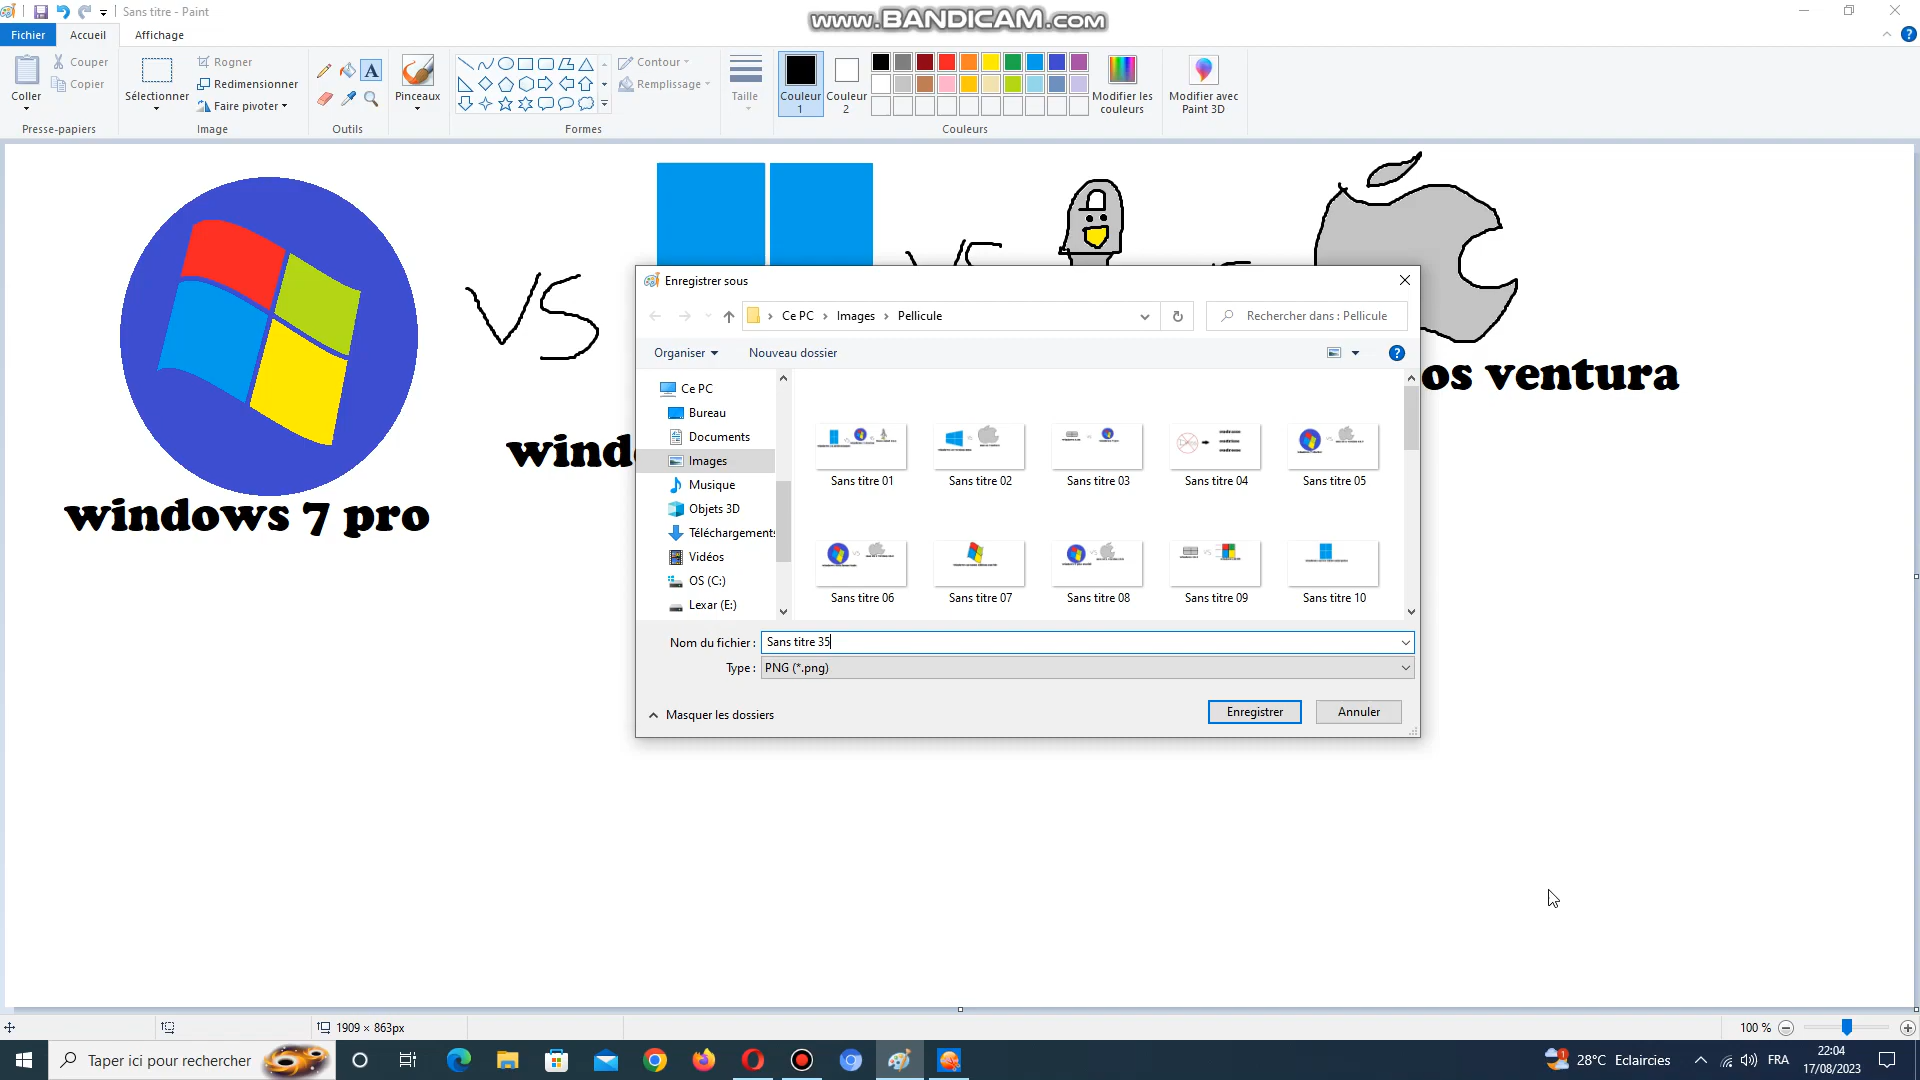 Sans titre - Paint
www.BANDICAM.com
Fichier
Accueil
Affichage
Coller
Couper
Copier
Presse-papiers
Sélectionner
Rogner
Redimensionner
Faire pivoter
Image
Outils
Pinceaux
Formes
Contour
Remplissage
Taille
Couleur 1
Couleur 2
Couleurs
Modifier les couleurs
Modifier avec Paint 3D
VS
VS
windows 7 pro
wind
os ventura
Enregistrer sous
Ce PC
Images
Pellicule
Rechercher dans : Pellicule
Organiser
Nouveau dossier
Ce PC
Bureau
Documents
Images
Musique
Objets 3D
Téléchargements
Vidéos
OS (C:)
Lexar (E:)
Sans titre 01
Sans titre 02
Sans titre 03
Sans titre 04
Sans titre 05
Sans titre 06
Sans titre 07
Sans titre 08
Sans titre 09
Sans titre 10
Nom du fichier :
Sans titre 35
Type :
PNG (*.png)
Masquer les dossiers
Enregistrer
Annuler
1909 × 863px
100 %
Taper ici pour rechercher
28°C Eclaircies
FRA
22:04
17/08/2023